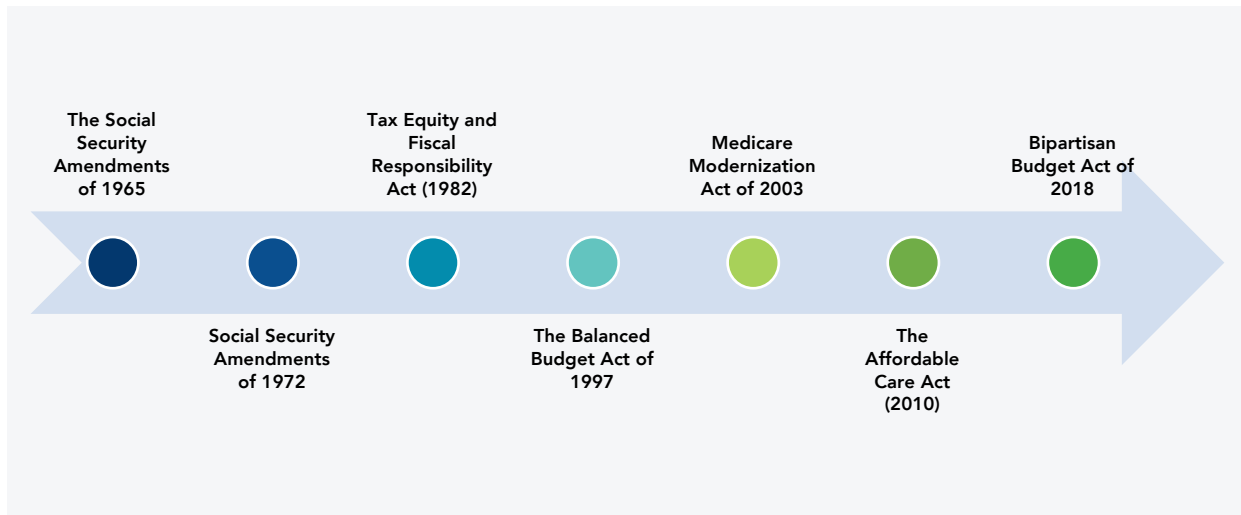 The Social
Security
Amendments
of 1965
Social Security
Amendments
of 1972
Tax Equity and
Fiscal
Responsibility
Act (1982)
The Balanced
Budget Act of
1997
Medicare
Modernization
Act of 2003
The
Affordable
Care Act
(2010)
Bipartisan
Budget Act of
2018